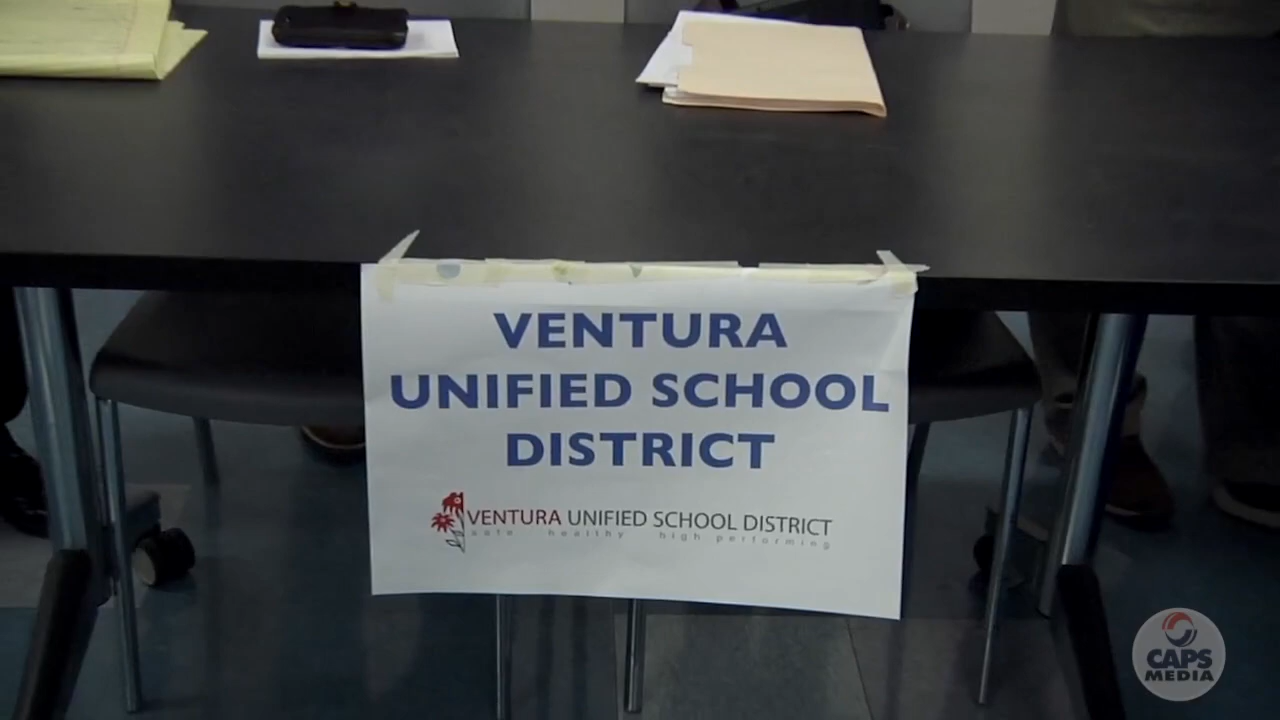 VENTURA
UNIFIED SCHOOL
DISTRICT
VENTURA UNIFIED SCHOOL DISTRICT
safe healthy high performing
CAPS
MEDIA